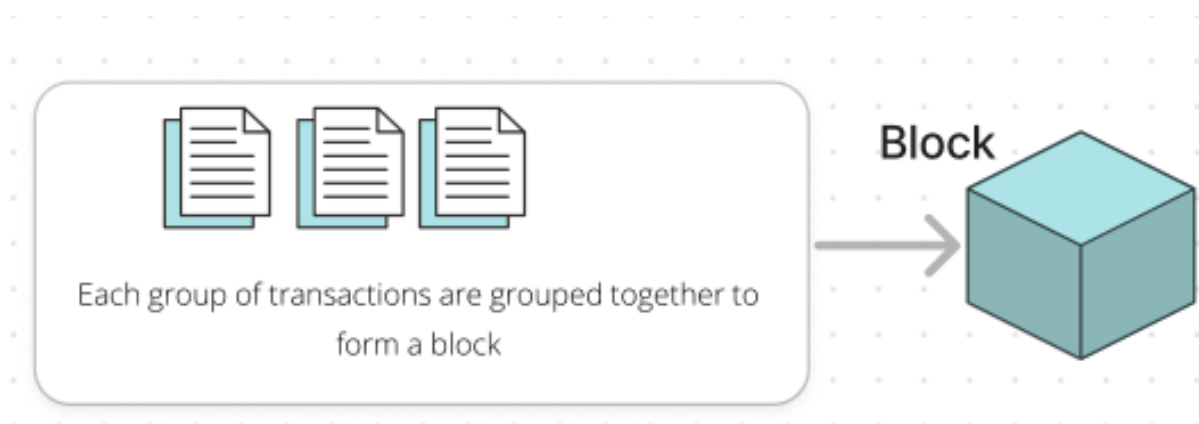 Block
Each group of transactions are grouped together to
form a block